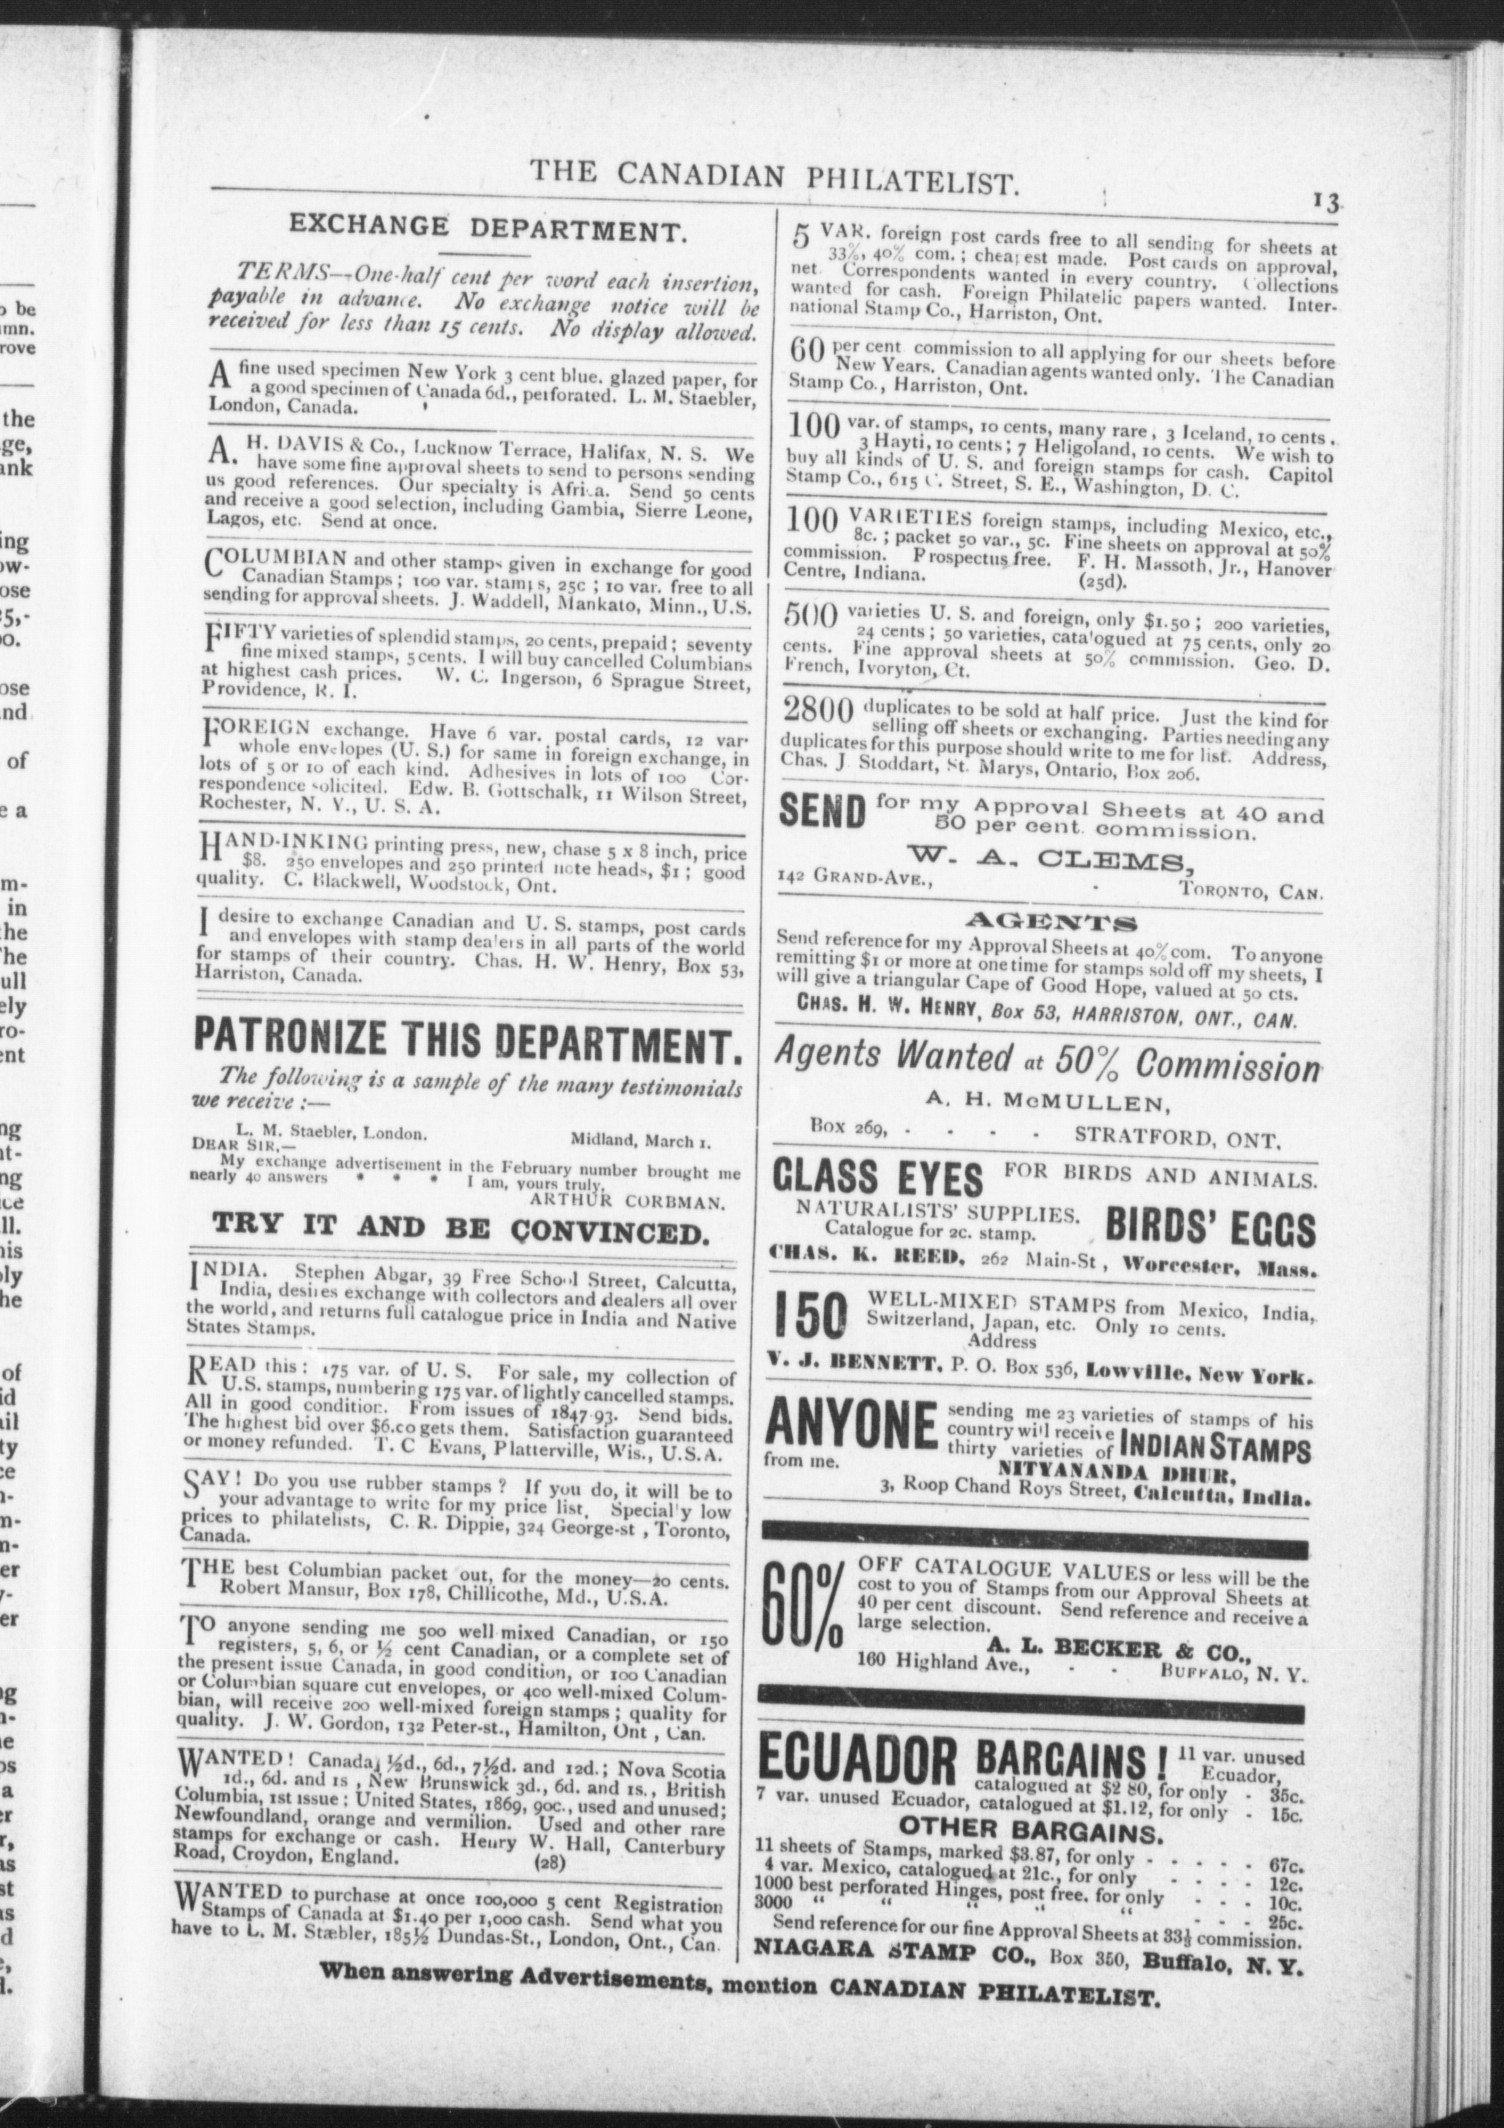 THE CANADIAN PHILATELIST.
13
EXCHANGE DEPARTMENT.
TERMS—One-half cent per word each insertion,
payable in advance. No exchange notice will be
received for less than 15 cents. No display allowed.
A fine used specimen New York 3 cent blue. glazed paper, for
a good specimen of Canada 6d., perforated. L. M. Staebler,
London, Canada.
A. H. DAVIS & Co., Lucknow Terrace, Halifax, N. S. We
have some fine approval sheets to send to persons sending
us good references. Our specialty is Africa. Send 50 cents
and receive a good selection, including Gambia, Sierre Leone,
Lagos, etc. Send at once.
COLUMBIAN and other stamps given in exchange for good
Canadian Stamps; 100 var. stamps, 25c; 10 var. free to all
sending for approval sheets. J. Waddell, Mankato, Minn., U.S.
FIFTY varieties of splendid stamps, 20 cents, prepaid; seventy
fine mixed stamps, 5 cents. I will buy cancelled Columbians
at highest cash prices. W. C. Ingerson, 6 Sprague Street,
Providence, R. I.
FOREIGN exchange. Have 6 var. postal cards, 12 var.
whole envelopes (U. S.) for same in foreign exchange, in
lots of 5 or 10 of each kind. Adhesives in lots of 100 Cor-
respondence solicited. Edw. B. Gottschalk, 11 Wilson Street,
Rochester, N. Y., U. S. A.
HAND-INKING printing press, new, chase 5 x 8 inch, price
$8. 250 envelopes and 250 printed note heads, $1; good
quality. C. Blackwell, Woodstock, Ont.
I desire to exchange Canadian and U. S. stamps, post cards
and envelopes with stamp dealers in all parts of the world
for stamps of their country. Chas. H. W. Henry, Box 53,
Harriston, Canada.
PATRONIZE THIS DEPARTMENT.
The following is a sample of the many testimonials
we receive:—
L. M. Staebler, London. Midland, March 1.
DEAR SIR,—
My exchange advertisement in the February number brought me
nearly 40 answers * * * I am, yours truly,
ARTHUR CORBMAN.
TRY IT AND BE CONVINCED.
INDIA. Stephen Abgar, 39 Free School Street, Calcutta,
India, desires exchange with collectors and dealers all over
the world, and returns full catalogue price in India and Native
States Stamps.
READ this: 175 var. of U. S. For sale, my collection of
U.S. stamps, numbering 175 var. of lightly cancelled stamps.
All in good condition. From issues of 1847-93. Send bids.
The highest bid over $6.00 gets them. Satisfaction guaranteed
or money refunded. T. C Evans, Platterville, Wis., U.S.A.
SAY! Do you use rubber stamps? If you do, it will be to
your advantage to write for my price list. Specially low
prices to philatelists, C. R. Dippie, 324 George-st, Toronto,
Canada.
THE best Columbian packet out, for the money—20 cents.
Robert Mansur, Box 178, Chillicothe, Md., U.S.A.
TO anyone sending me 500 well mixed Canadian, or 150
registers, 5, 6, or ½ cent Canadian, or a complete set of
the present issue Canada, in good condition, or 100 Canadian
or Columbian square cut envelopes, or 400 well-mixed Colum-
bian, will receive 200 well-mixed foreign stamps; quality for
quality. J. W. Gordon, 132 Peter-st., Hamilton, Ont, Can.
WANTED! Canada, ½d., 6d., 7½d. and 12d.; Nova Scotia
1d., 6d. and 1s, New Brunswick 3d., 6d. and 1s., British
Columbia, 1st issue; United States, 1869, 90c., used and unused;
Newfoundland, orange and vermilion. Used and other rare
stamps for exchange or cash. Henry W. Hall, Canterbury
Road, Croydon, England. (28)
WANTED to purchase at once 100,000 5 cent Registration
Stamps of Canada at $1.40 per 1,000 cash. Send what you
have to L. M. Stæbler, 185½ Dundas-St., London, Ont., Can.
5 VAR. foreign post cards free to all sending for sheets at
33%, 40% com.; cheapest made. Post cards on approval,
net. Correspondents wanted in every country. Collections
wanted for cash. Foreign Philatelic papers wanted. Inter-
national Stamp Co., Harriston, Ont.
60 per cent commission to all applying for our sheets before
New Years. Canadian agents wanted only. The Canadian
Stamp Co., Harriston, Ont.
100 var. of stamps, 10 cents, many rare, 3 Iceland, 10 cents.
3 Hayti, 10 cents; 7 Heligoland, 10 cents. We wish to
buy all kinds of U. S. and foreign stamps for cash. Capitol
Stamp Co., 615 C. Street, S. E., Washington, D. C.
100 VARIETIES foreign stamps, including Mexico, etc.,
8c.; packet 50 var., 5c. Fine sheets on approval at 50%
commission. Prospectus free. F. H. Massoth, Jr., Hanover
Centre, Indiana. (25d).
500 varieties U. S. and foreign, only $1.50; 200 varieties,
24 cents; 50 varieties, catalogued at 75 cents, only 20
cents. Fine approval sheets at 50% commission. Geo. D.
French, Ivoryton, Ct.
2800 duplicates to be sold at half price. Just the kind for
selling off sheets or exchanging. Parties needing any
duplicates for this purpose should write to me for list. Address,
Chas. J. Stoddart, St. Marys, Ontario, Box 206.
SEND for my Approval Sheets at 40 and
50 per cent. commission.
W. A. CLEMS,
142 GRAND-AVE., - TORONTO, CAN.
AGENTS
Send reference for my Approval Sheets at 40% com. To anyone
remitting $1 or more at one time for stamps sold off my sheets, I
will give a triangular Cape of Good Hope, valued at 50 cts.
CHAS. H. W. HENRY, Box 53, HARRISTON, ONT., CAN.
Agents Wanted at 50% Commission
A. H. McMULLEN,
Box 269, - - - - STRATFORD, ONT.
GLASS EYES FOR BIRDS AND ANIMALS.
NATURALISTS' SUPPLIES.
Catalogue for 2c. stamp. BIRDS' EGGS
CHAS. K. REED, 262 Main-St, Worcester, Mass.
150 WELL-MIXED STAMPS from Mexico, India,
Switzerland, Japan, etc. Only 10 cents.
Address
V. J. BENNETT, P. O. Box 536, Lowville, New York.
ANYONE sending me 23 varieties of stamps of his
country will receive
thirty varieties of INDIAN STAMPS
from me.
NITYANANDA DHUR,
3, Roop Chand Roys Street, Calcutta, India.
60% OFF CATALOGUE VALUES or less will be the
cost to you of Stamps from our Approval Sheets at
40 per cent discount. Send reference and receive a
large selection.
A. L. BECKER & CO.,
160 Highland Ave., - - BUFFALO, N. Y.
ECUADOR BARGAINS! 11 var. unused
Ecuador,
catalogued at $2 80, for only - 35c.
7 var. unused Ecuador, catalogued at $1.12, for only - 15c.
OTHER BARGAINS.
11 sheets of Stamps, marked $3.87, for only - - - - - 67c.
4 var. Mexico, catalogued at 21c., for only - - - - 12c.
1000 best perforated Hinges, post free. for only - - - 10c.
3000 " " " " " - - - 25c.
Send reference for our fine Approval Sheets at 33⅓ commission.
NIAGARA STAMP CO., Box 350, Buffalo, N. Y.
When answering Advertisements, mention CANADIAN PHILATELIST.